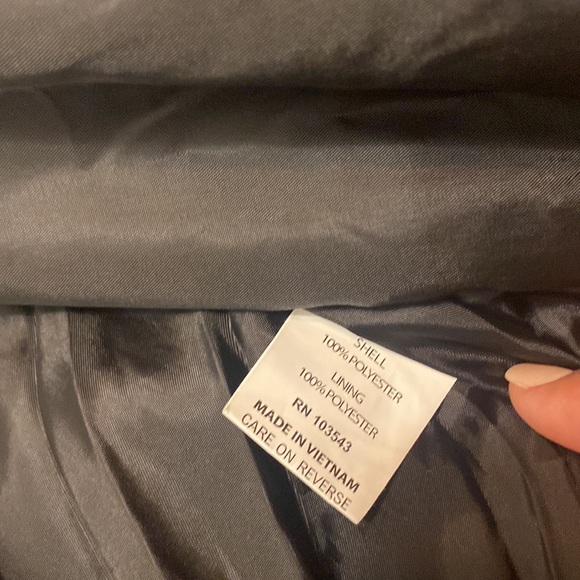 SHELL
100% POLYESTER
LINING
100% POLYESTER
RN 103543
MADE IN VIETNAM
CARE ON REVERSE